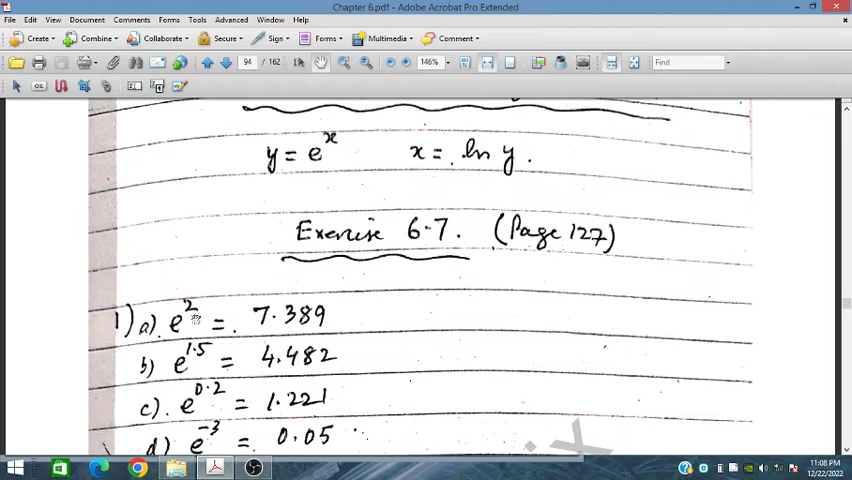 Chapter 6.pdf - Adobe Acrobat Pro Extended
File Edit View Document Comments Forms Tools Advanced Window Help
Create Combine Collaborate Secure Sign Forms Multimedia Comment
94 / 162 146% Find
y = e^x x = ln y.
Exercise 6.7. (Page 127)
1) a). e^2 = 7.389
b) e^1.5 = 4.482
c). e^0.2 = 1.221
d) e^-3 = 0.05
11:08 PM
12/22/2022